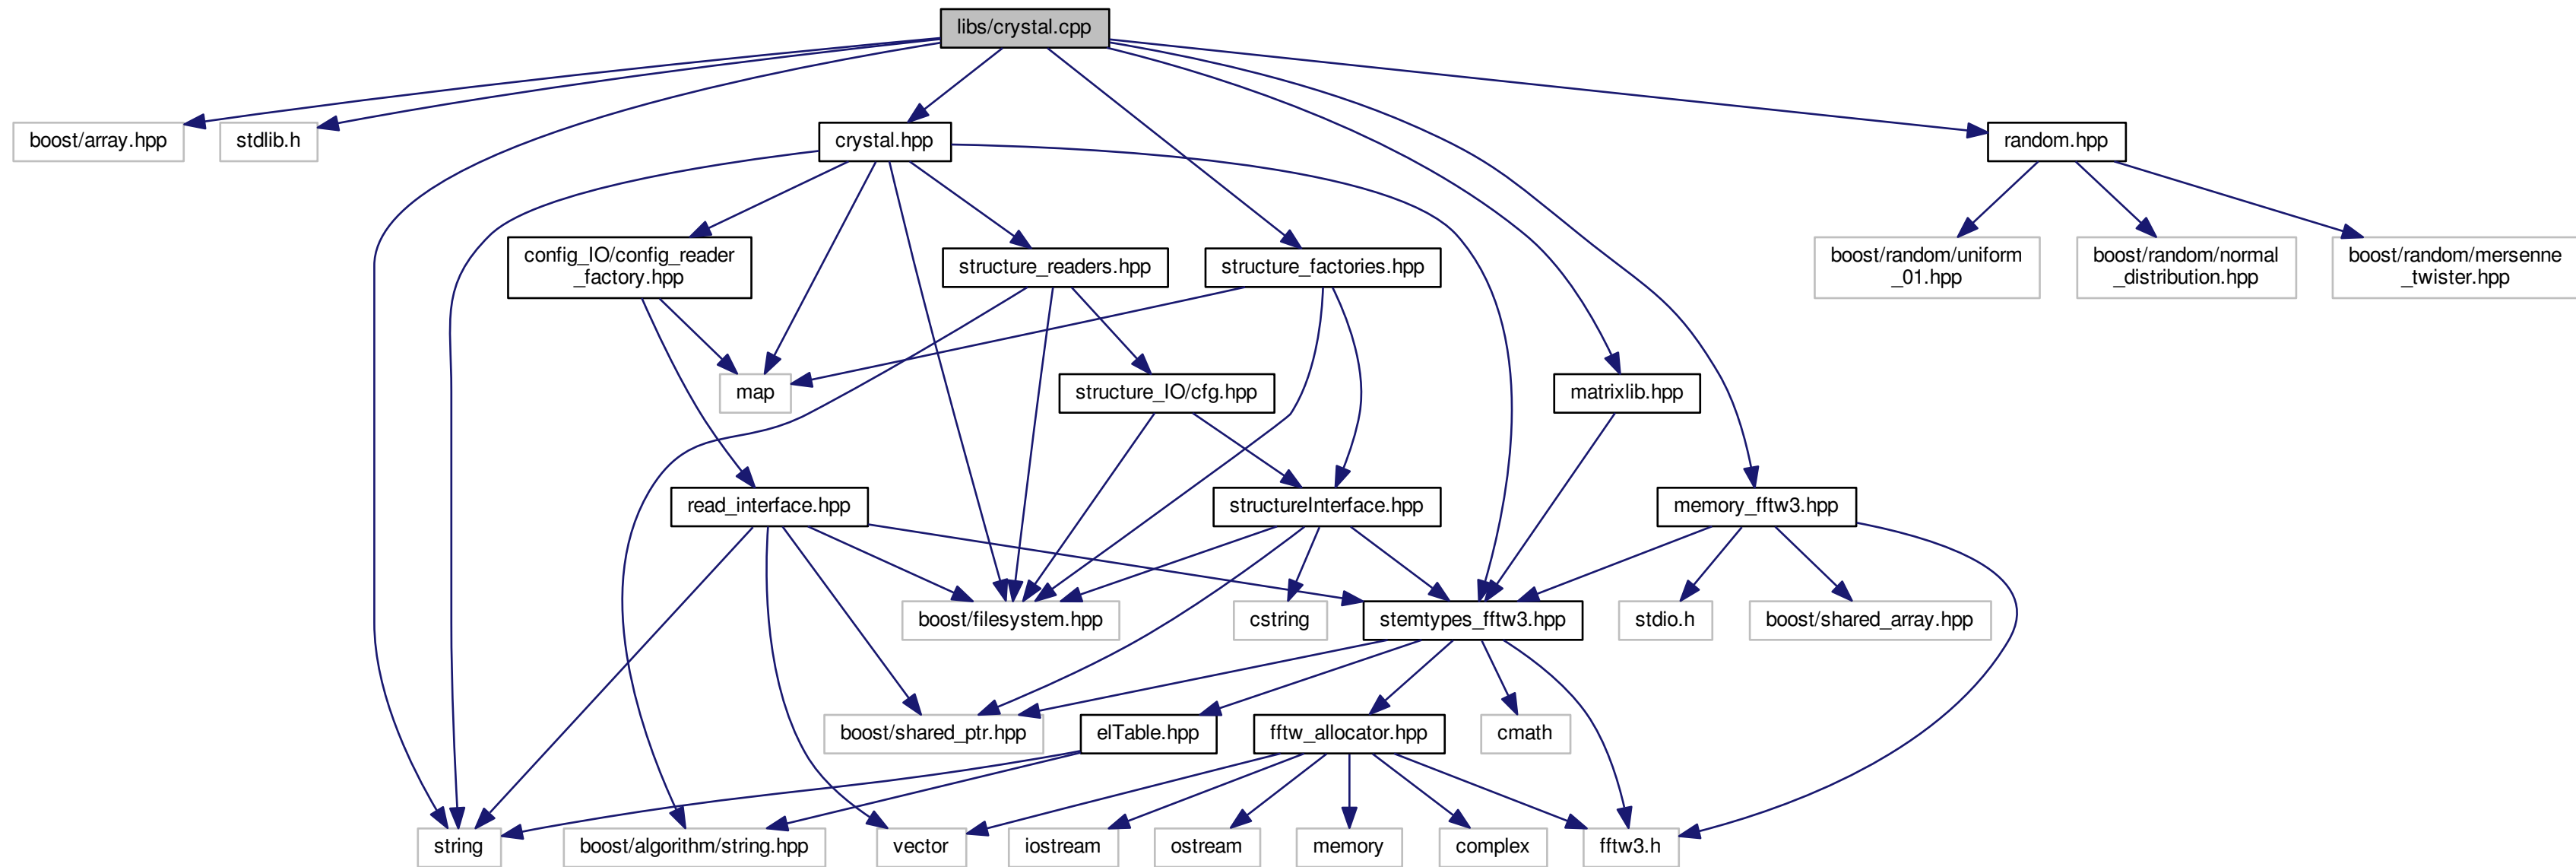 libs/crystal.cpp
boost/array.hpp
stdlib.h
crystal.hpp
random.hpp
config_IO/config_reader
_factory.hpp
structure_readers.hpp
structure_factories.hpp
boost/random/uniform
_01.hpp
boost/random/normal
_distribution.hpp
boost/random/mersenne
_twister.hpp
map
structure_IO/cfg.hpp
matrixlib.hpp
read_interface.hpp
structureInterface.hpp
memory_fftw3.hpp
boost/filesystem.hpp
cstring
stemtypes_fftw3.hpp
stdio.h
boost/shared_array.hpp
boost/shared_ptr.hpp
elTable.hpp
fftw_allocator.hpp
cmath
string
boost/algorithm/string.hpp
vector
iostream
ostream
memory
complex
fftw3.h